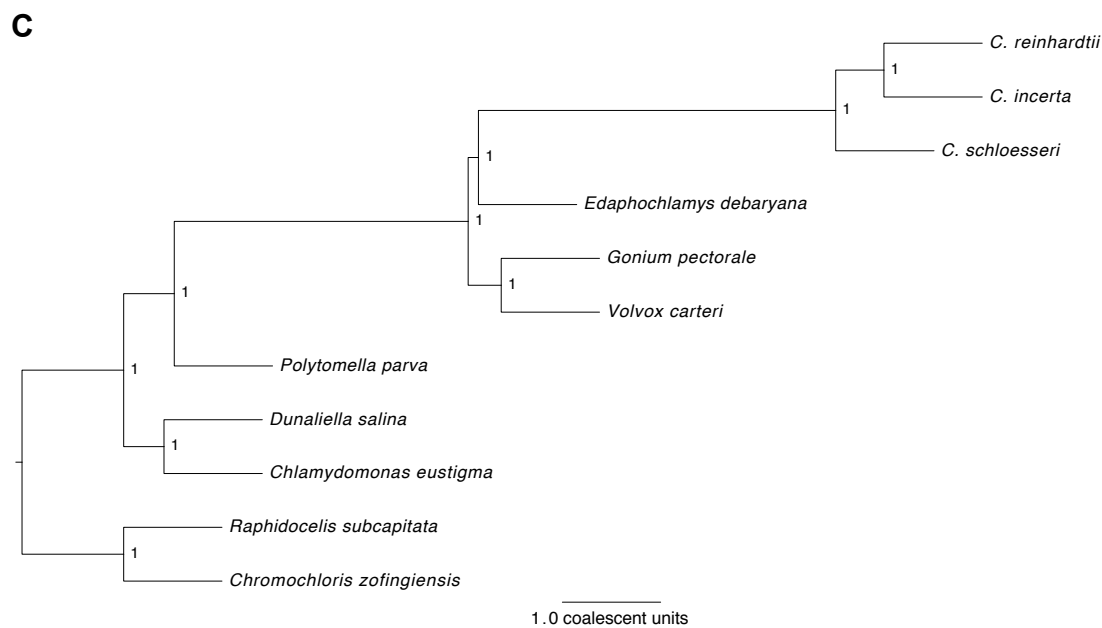 C
C. reinhardtii
1
C. incerta
1
C. schloesseri
1
Edaphochlamys debaryana
1
Gonium pectorale
1
Volvox carteri
1
Polytomella parva
1
Dunaliella salina
1
Chlamydomonas eustigma
Raphidocelis subcapitata
1
Chromochloris zofingiensis
1.0 coalescent units